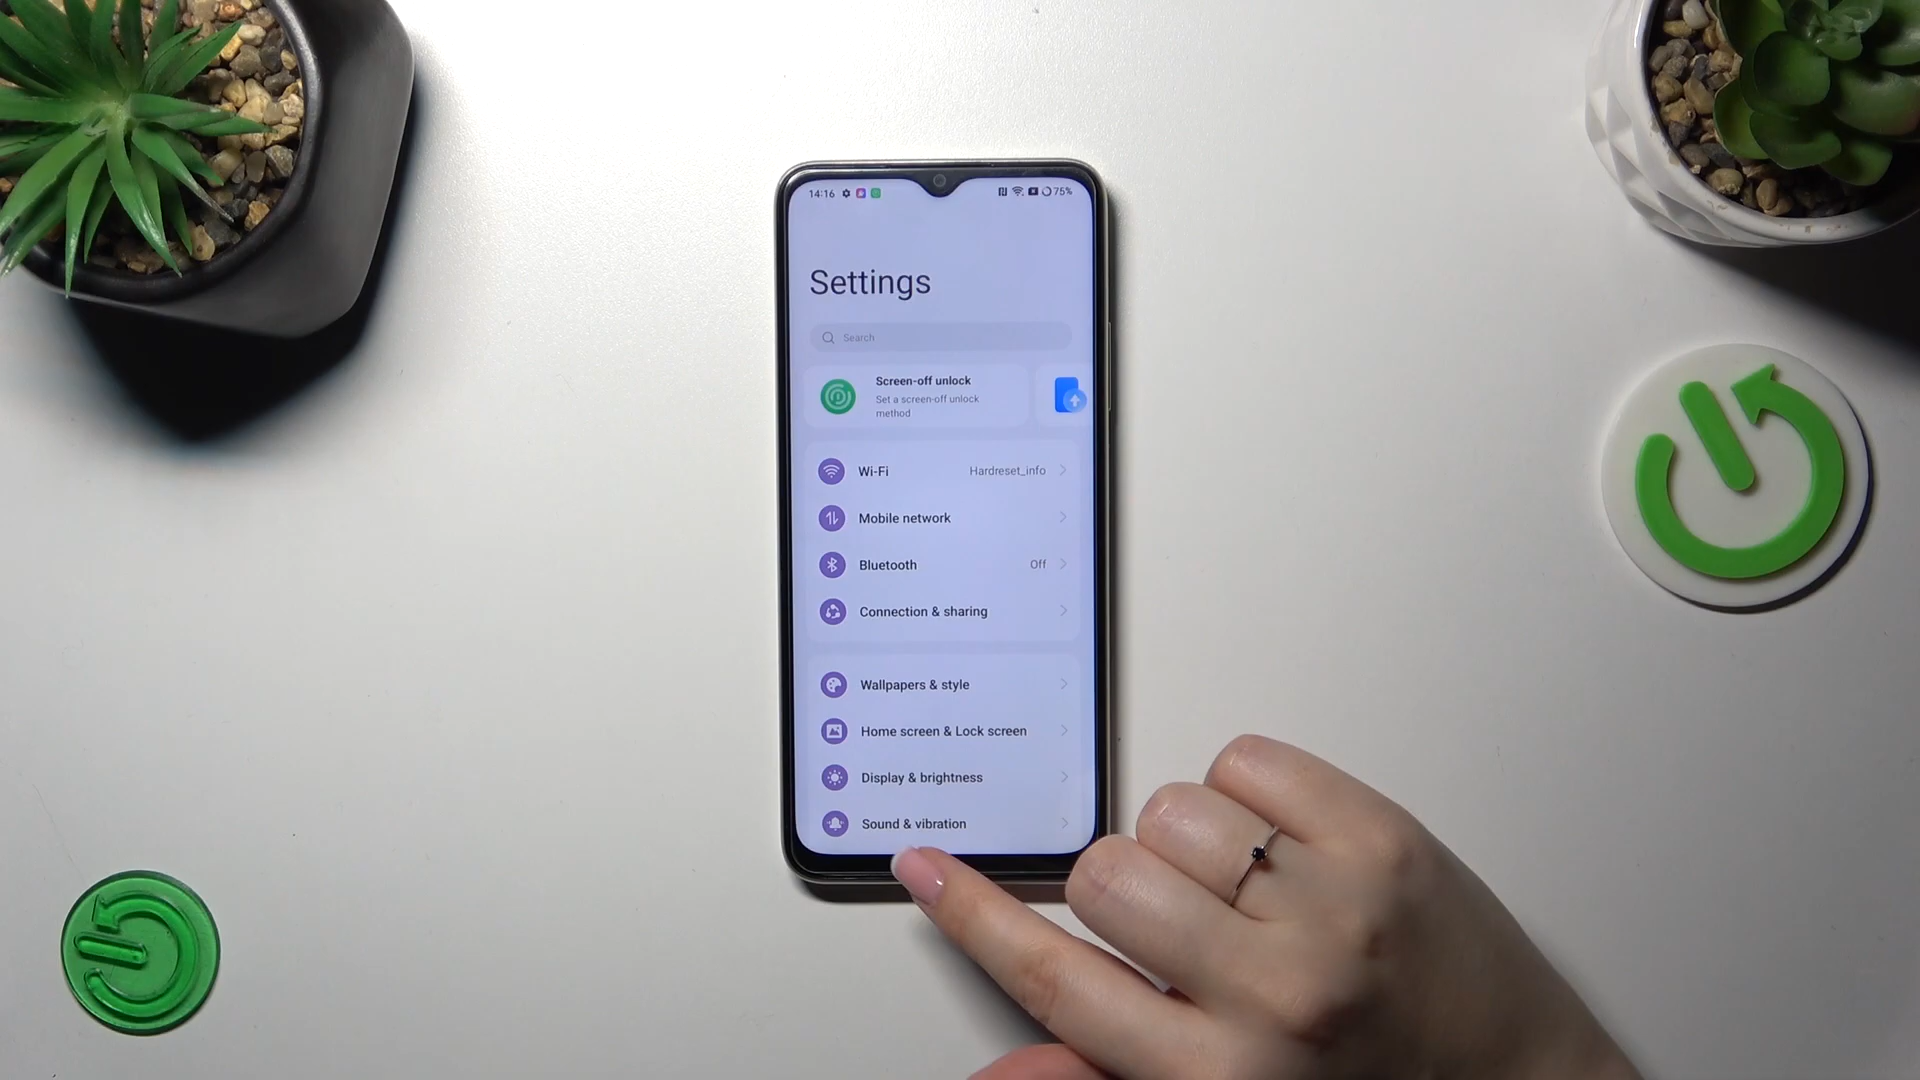 14:16 75%
Settings
Search
Screen-off unlock
Set a screen-off unlock
method
Wi-Fi Hardreset_info
Mobile network
Bluetooth Off
Connection & sharing
Wallpapers & style
Home screen & Lock screen
Display & brightness
Sound & vibration